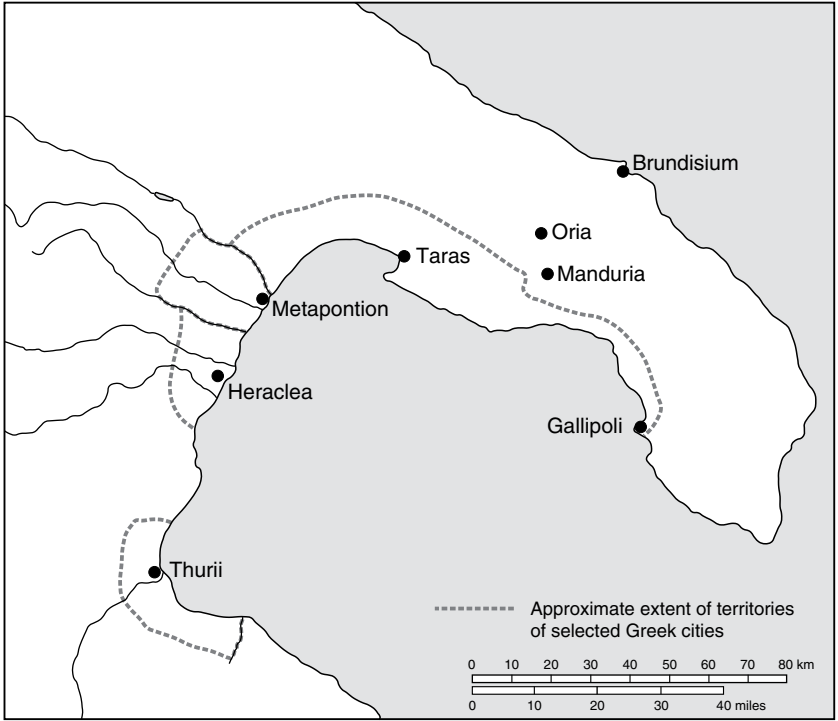 Brundisium
Oria
Taras
Manduria
Metapontion
Heraclea
Gallipoli
Thurii
Approximate extent of territories
of selected Greek cities
0 10 20 30 40 50 60 70 80 km
0 10 20 30 40 miles